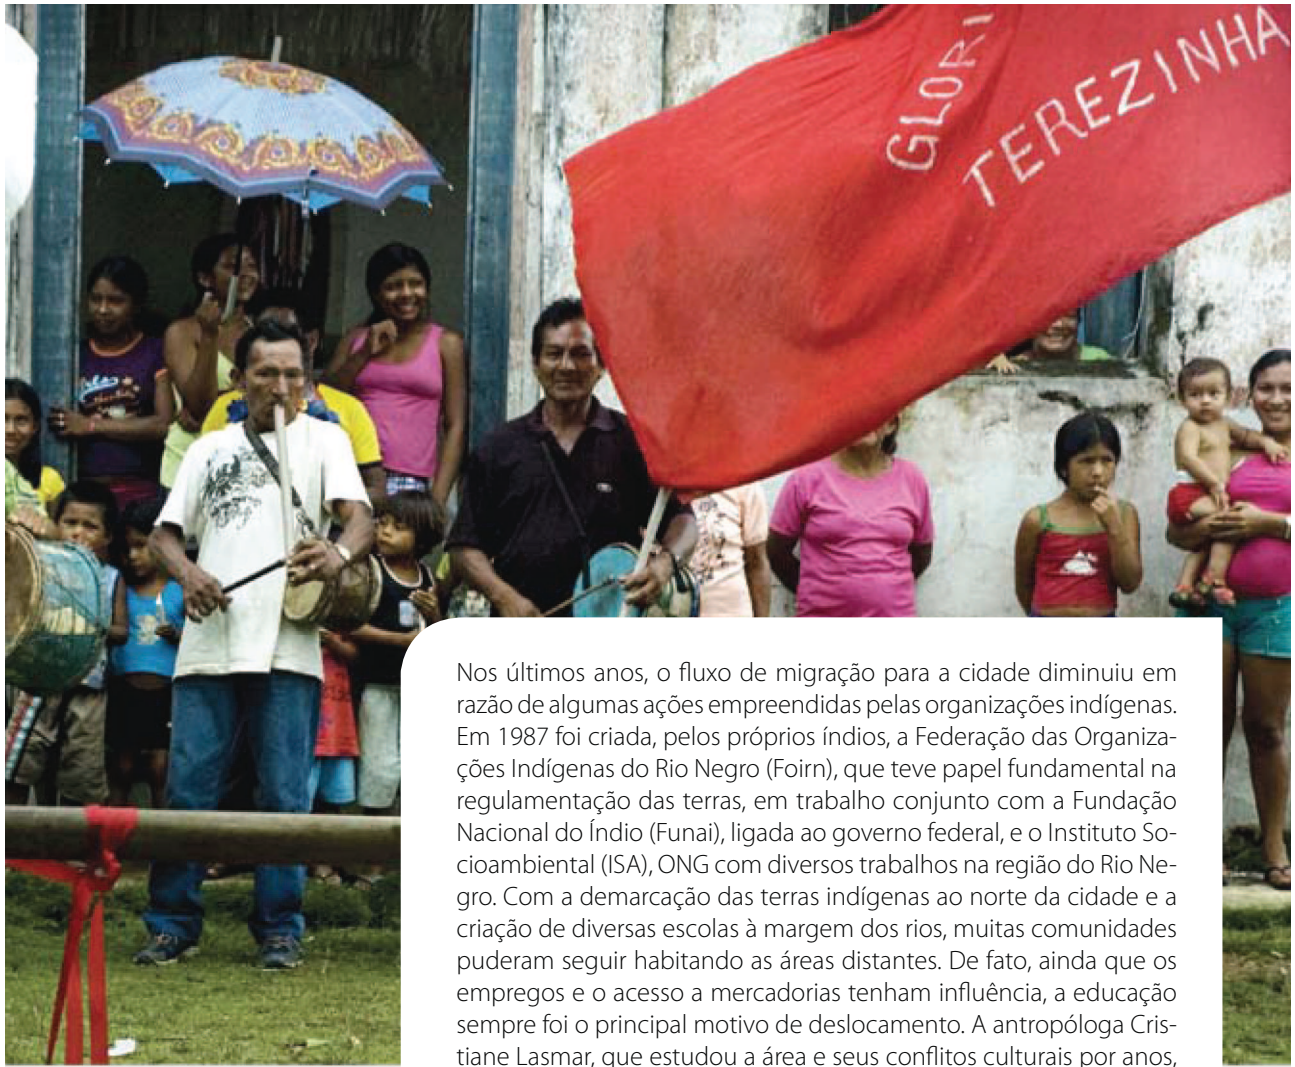 GLORI
TEREZINHA
Nos últimos anos, o fluxo de migração para a cidade diminuiu em
razão de algumas ações empreendidas pelas organizações indígenas.
Em 1987 foi criada, pelos próprios índios, a Federação das Organiza-
ções Indígenas do Rio Negro (Foirn), que teve papel fundamental na
regulamentação das terras, em trabalho conjunto com a Fundação
Nacional do Índio (Funai), ligada ao governo federal, e o Instituto So-
cioambiental (ISA), ONG com diversos trabalhos na região do Rio Ne-
gro. Com a demarcação das terras indígenas ao norte da cidade e a
criação de diversas escolas à margem dos rios, muitas comunidades
puderam seguir habitando as áreas distantes. De fato, ainda que os
empregos e o acesso a mercadorias tenham influência, a educação
sempre foi o principal motivo de deslocamento. A antropóloga Cris-
tiane Lasmar, que estudou a área e seus conflitos culturais por anos,